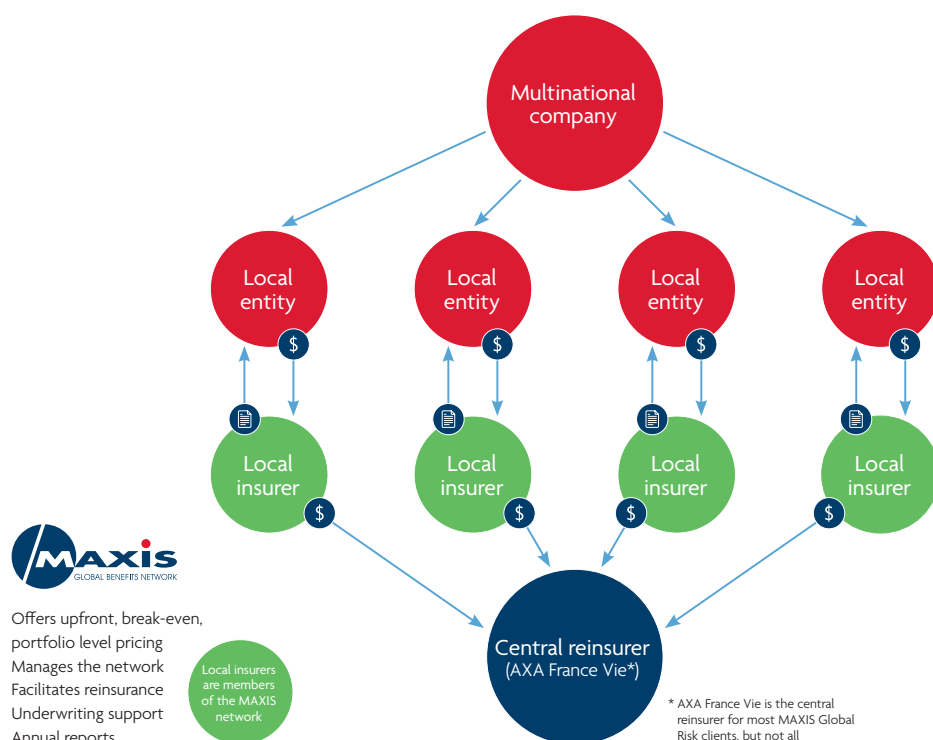 Multinational
company
Local
entity
Local
entity
Local
entity
Local
entity
$
$
$
$
Local
insurer
Local
insurer
Local
insurer
Local
insurer
$
$
$
$
MAXIS
GLOBAL BENEFITS NETWORK
Offers upfront, break-even,
portfolio level pricing
Manages the network
Facilitates reinsurance
Underwriting support
Annual reports
Local insurers
are members
of the MAXIS
network
Central reinsurer
(AXA France Vie*)
* AXA France Vie is the central
reinsurer for most MAXIS Global
Risk clients, but not all